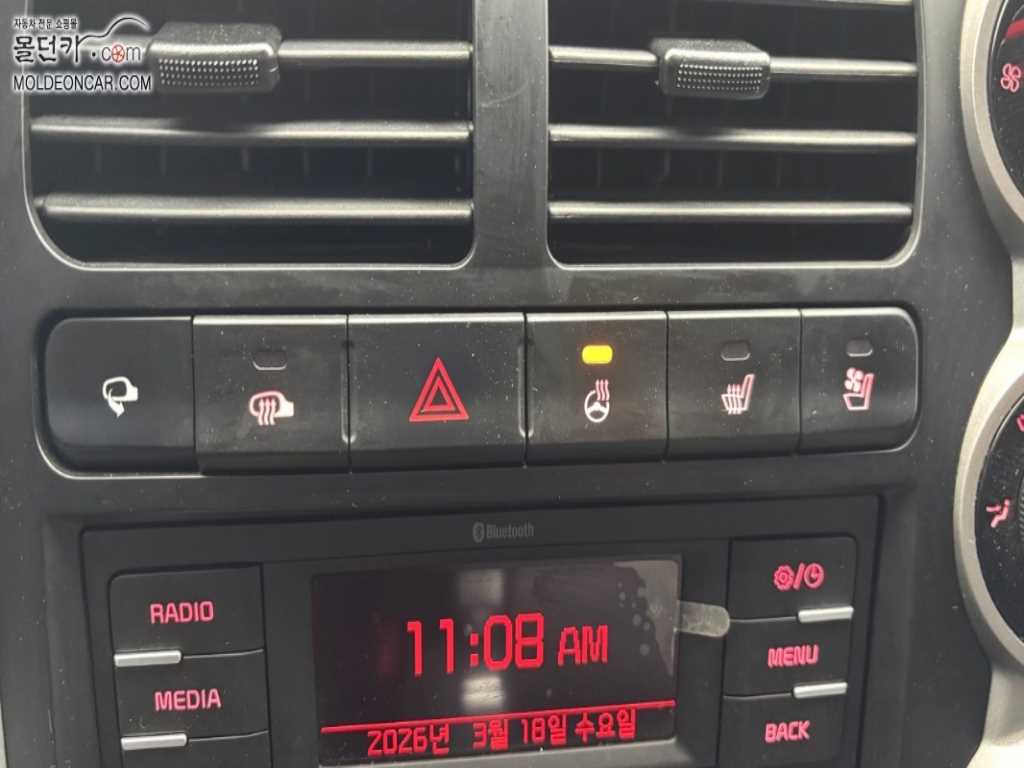 자동차 전문 쇼핑몰
몰던카.com
MOLDEONCAR.COM
Bluetooth
RADIO
MEDIA
11:08 AM
2026년 3월 18일 수요일
MENU
BACK